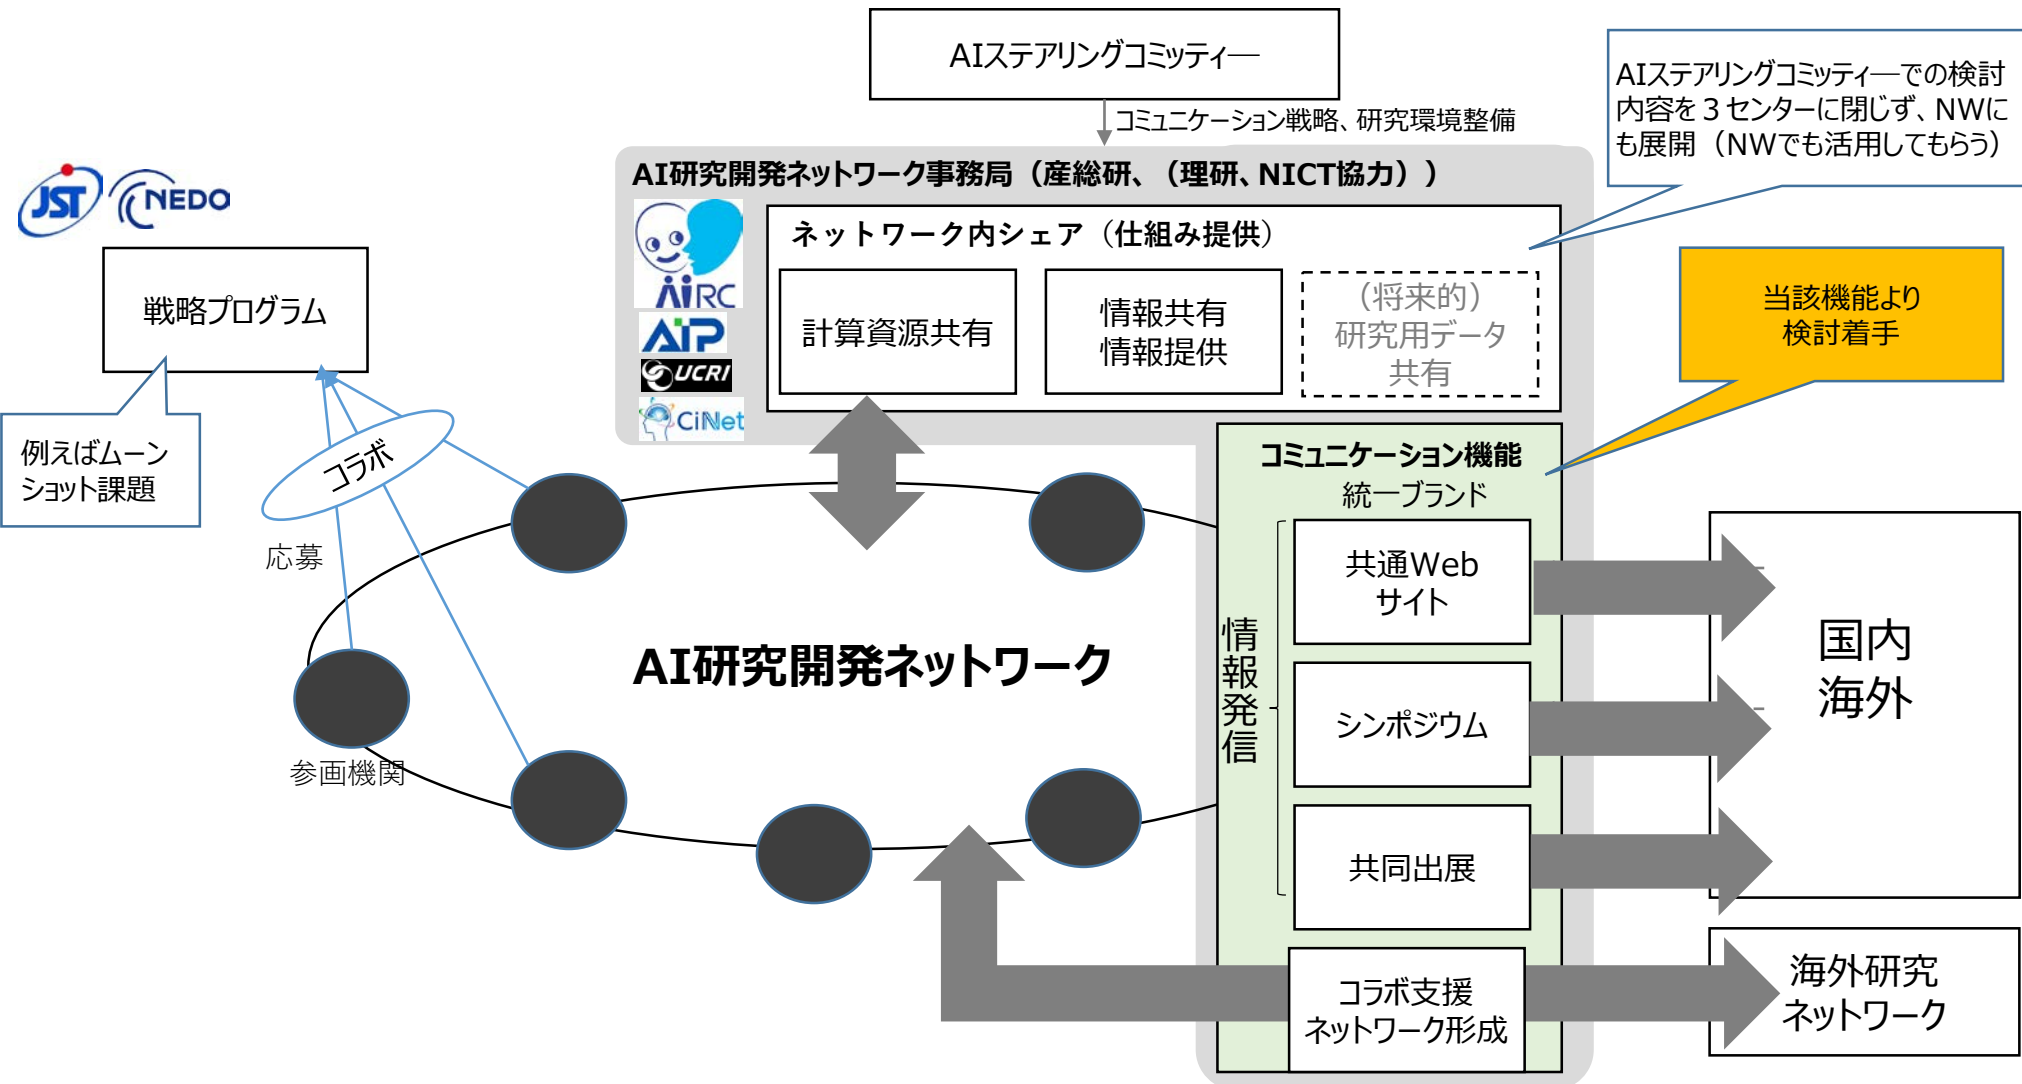 AIステアリングコミッティ―
コミュニケーション戦略、研究環境整備
AIステアリングコミッティ―での検討
内容を３センターに閉じず、NWに
も展開（NWでも活用してもらう）
JST
NEDO
戦略プログラム
例えばムーン
ショット課題
コラボ
応募
参画機関
AI研究開発ネットワーク事務局（産総研、（理研、NICT協力））
AIRC
AIP
UCRI
CiNet
ネットワーク内シェア（仕組み提供）
計算資源共有
情報共有
情報提供
（将来的）
研究用データ
共有
当該機能より
検討着手
AI研究開発ネットワーク
コミュニケーション機能
統一ブランド
情報発信
共通Web
サイト
シンポジウム
共同出展
コラボ支援
ネットワーク形成
国内
海外
海外研究
ネットワーク